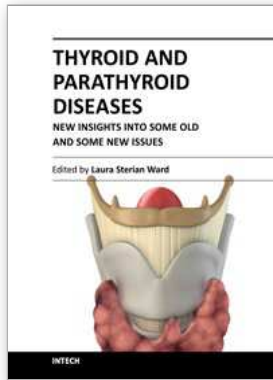 THYROID AND
PARATHYROID
DISEASES
NEW INSIGHTS INTO SOME OLD
AND SOME NEW ISSUES
Edited by Laura Sterian Ward
INTECH